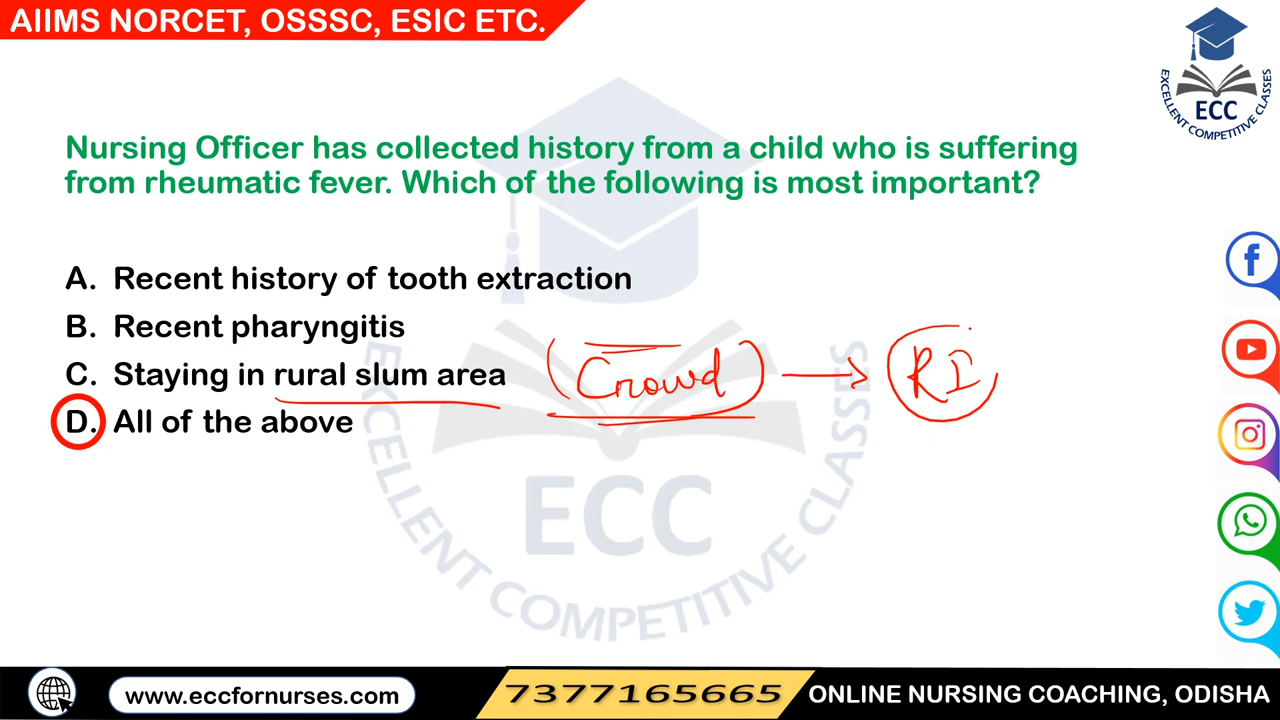 AIIMS NORCET, OSSSC, ESIC ETC.
EXCELLENT COMPETITIVE CLASSES
ECC
Nursing Officer has collected history from a child who is suffering
from rheumatic fever. Which of the following is most important?
A. Recent history of tooth extraction
B. Recent pharyngitis
C. Staying in rural slum area
(Crowd) → RI
D. All of the above
ECC
EXCELLENT COMPETITIVE CLASSES
www.eccfornurses.com
7377165665
ONLINE NURSING COACHING, ODISHA